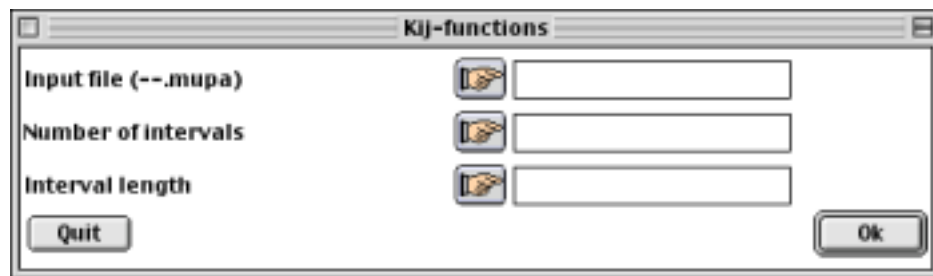 Kij-functions
Input file (--.mupa)
Number of intervals
Interval length
Quit Ok